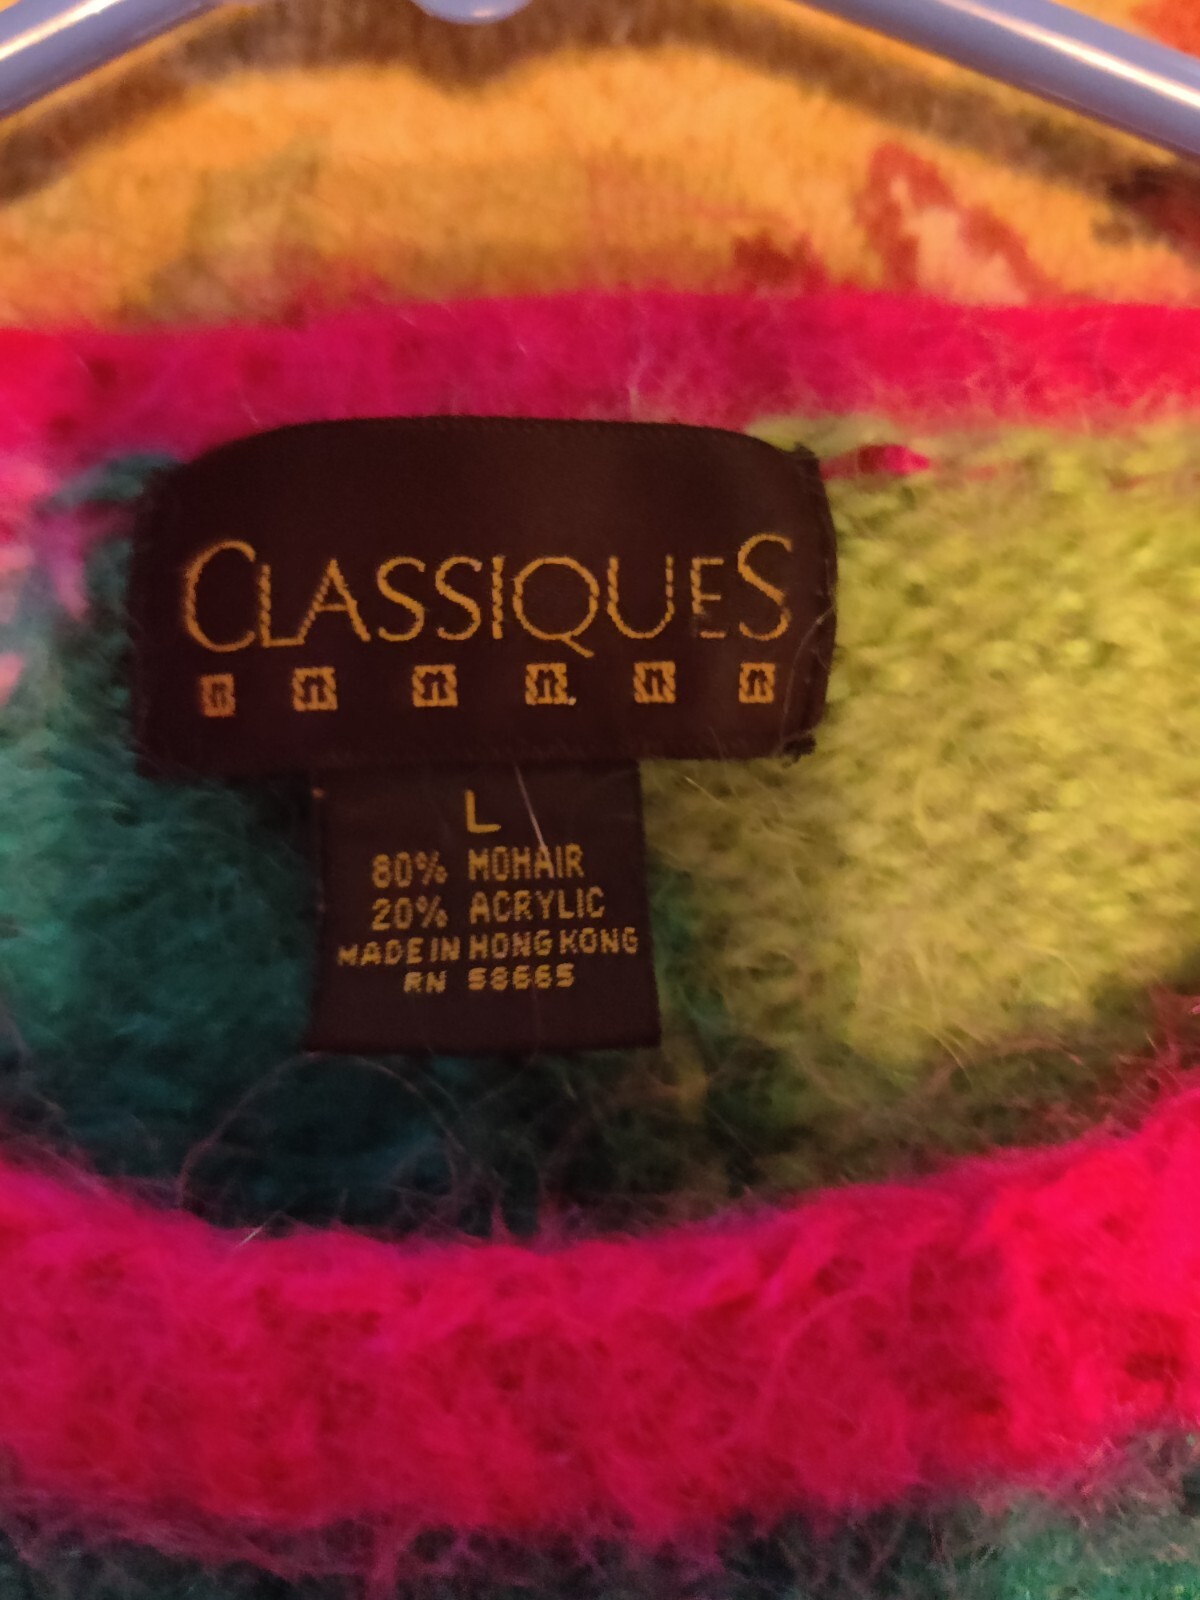 CLASSIQUES
n n n n n n
L
80% MOHAIR
20% ACRYLIC
MADE IN HONG KONG
RN 58665